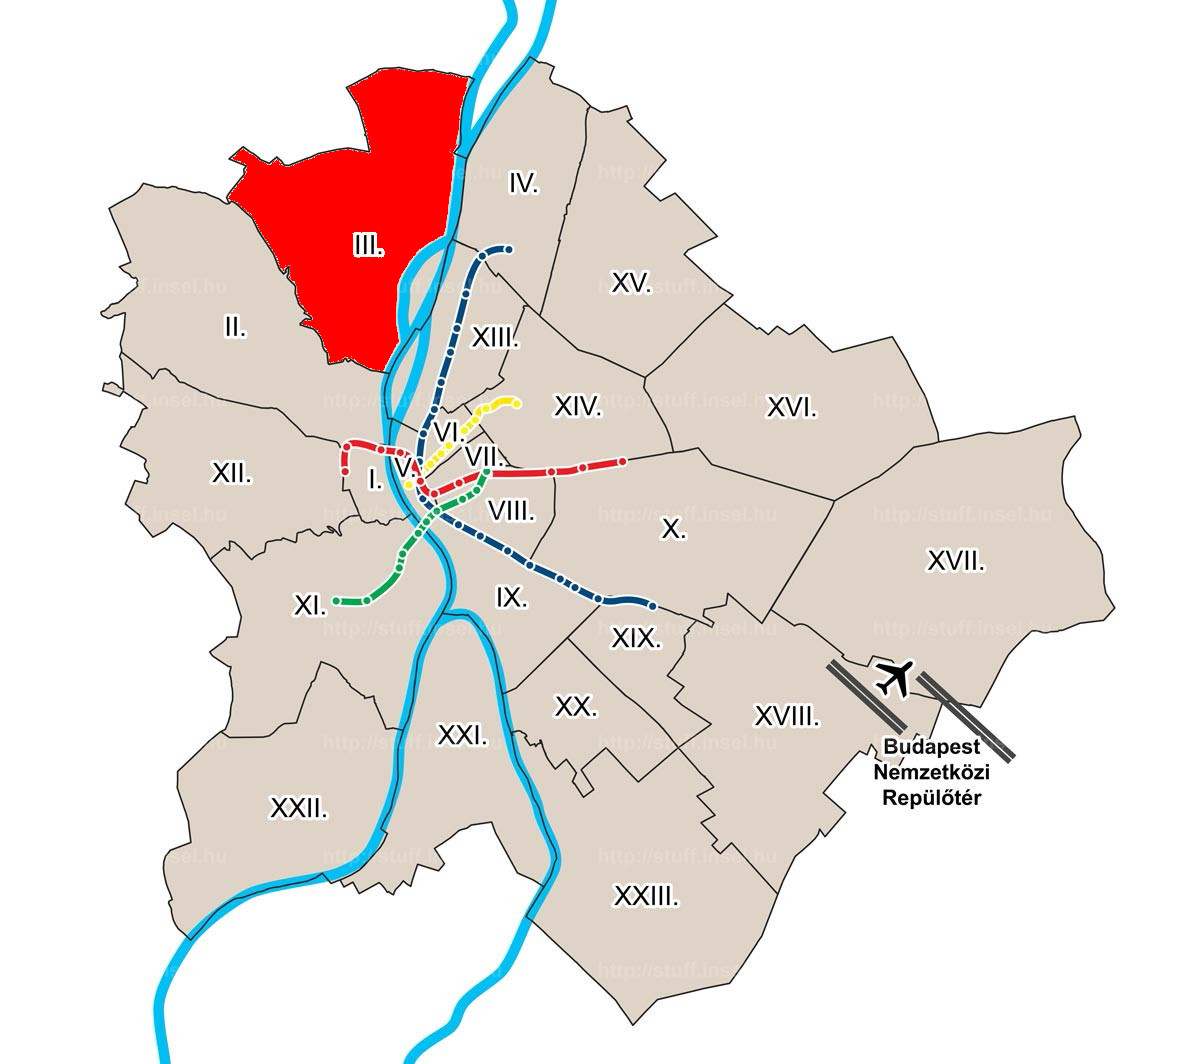 IV.
III.
XV.
II.
XIII.
XIV.
XVI.
VI.
VII.
V.
XII.
I.
VIII.
X.
XVII.
IX.
XI.
XIX.
XX.
XVIII.
XXI.
Budapest
Nemzetközi
Repülőtér
XXII.
XXIII.
http://stuff.insel.hu